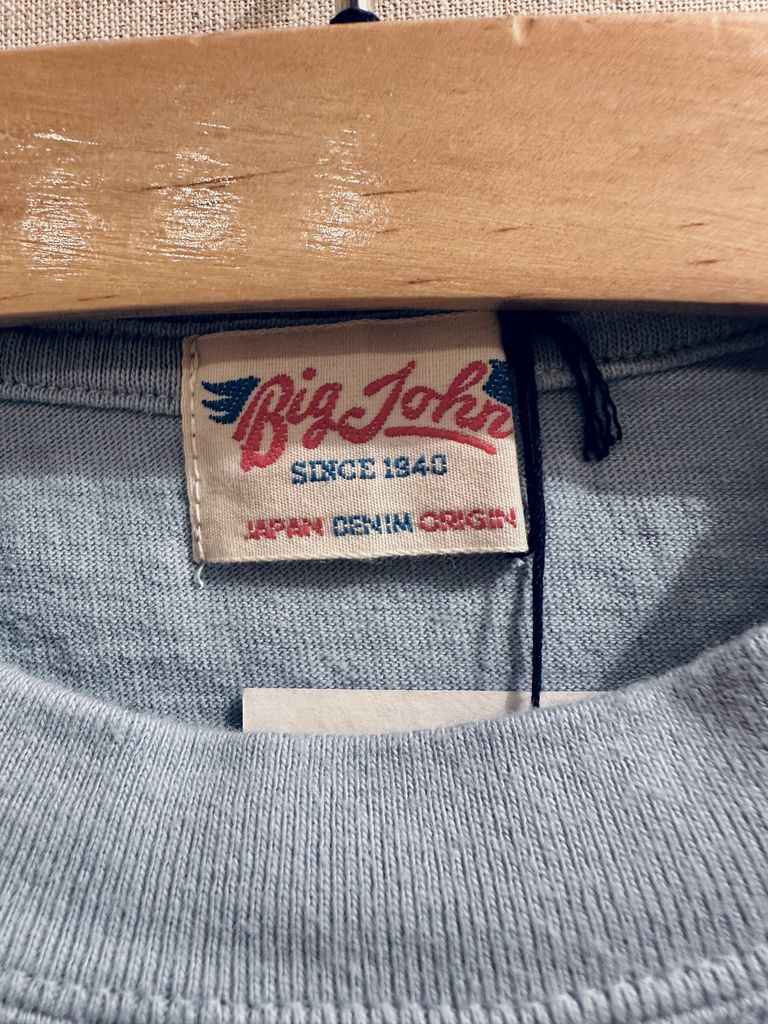 Big John
SINCE 1940
JAPAN DENIM ORIGIN